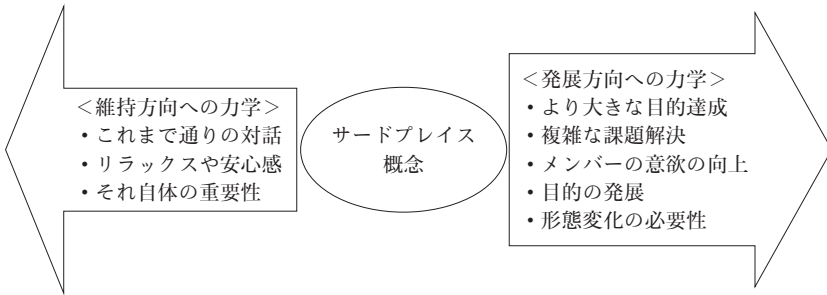 ＜維持方向への力学＞
・これまで通りの対話
・リラックスや安心感
・それ自体の重要性
サードプレイス
概念
＜発展方向への力学＞
・より大きな目的達成
・複雑な課題解決
・メンバーの意欲の向上
・目的の発展
・形態変化の必要性